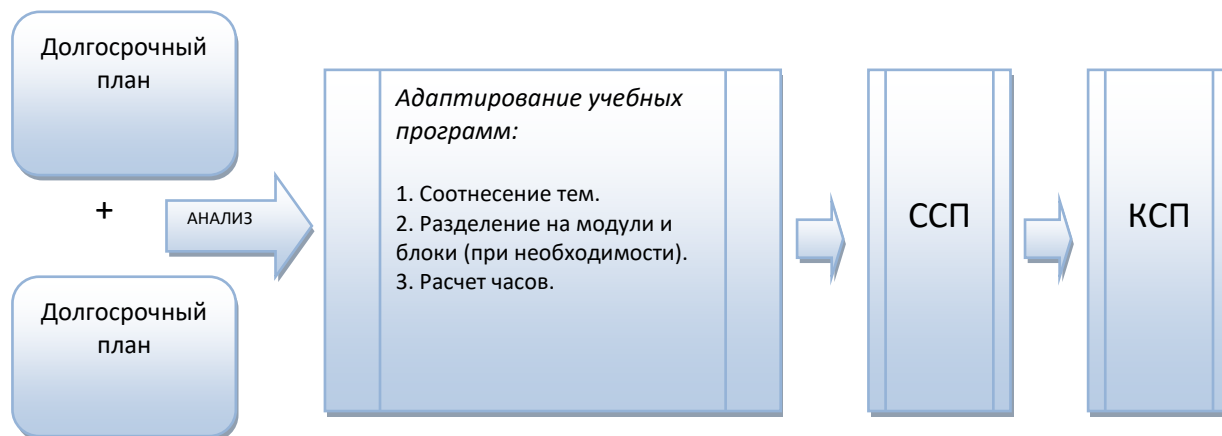 Долгосрочный
план
+
Долгосрочный
план
АНАЛИЗ
Адаптирование учебных
программ:
1. Соотнесение тем.
2. Разделение на модули и
блоки (при необходимости).
3. Расчет часов.
ССП
КСП